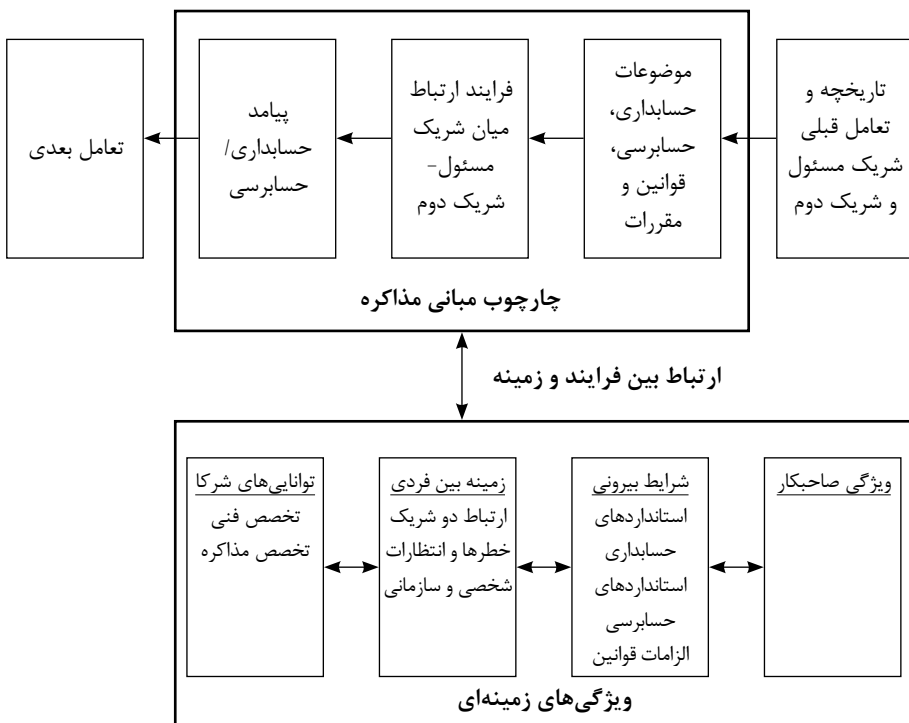 تاریخچه و
تعامل قبلی
شریک مسئول
و شریک دوم
موضوعات
حسابداری،
حسابرسی،
قوانین و
مقررات
فرایند ارتباط
میان شریک
مسئول-
شریک دوم
پیامد
حسابداری/
حسابرسی
تعامل بعدی
چارچوب مبانی مذاکره
ارتباط بین فرایند و زمینه
ویژگی صاحبکار
شرایط بیرونی
استانداردهای
حسابداری
استانداردهای
حسابرسی
الزامات قوانین
زمینه بین فردی
ارتباط دو شریک
خطرها و انتظارات
شخصی و سازمانی
توانایی‌های شرکا
تخصص فنی
تخصص مذاکره
ویژگی‌های زمینه‌ای